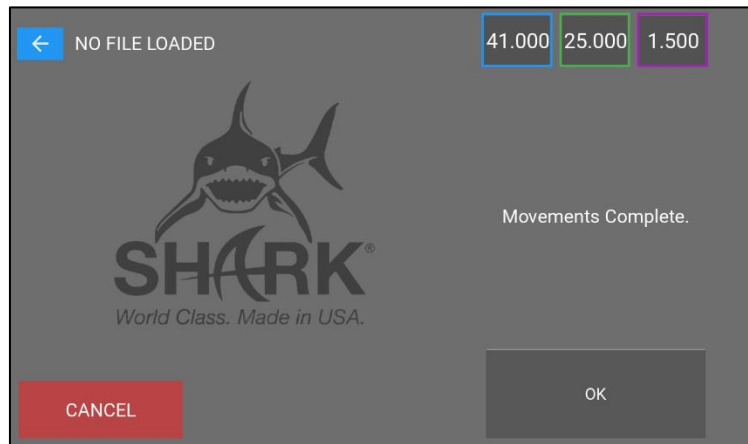 NO FILE LOADED
41.000 25.000 1.500
SHARK®
World Class. Made in USA.
Movements Complete.
CANCEL
OK